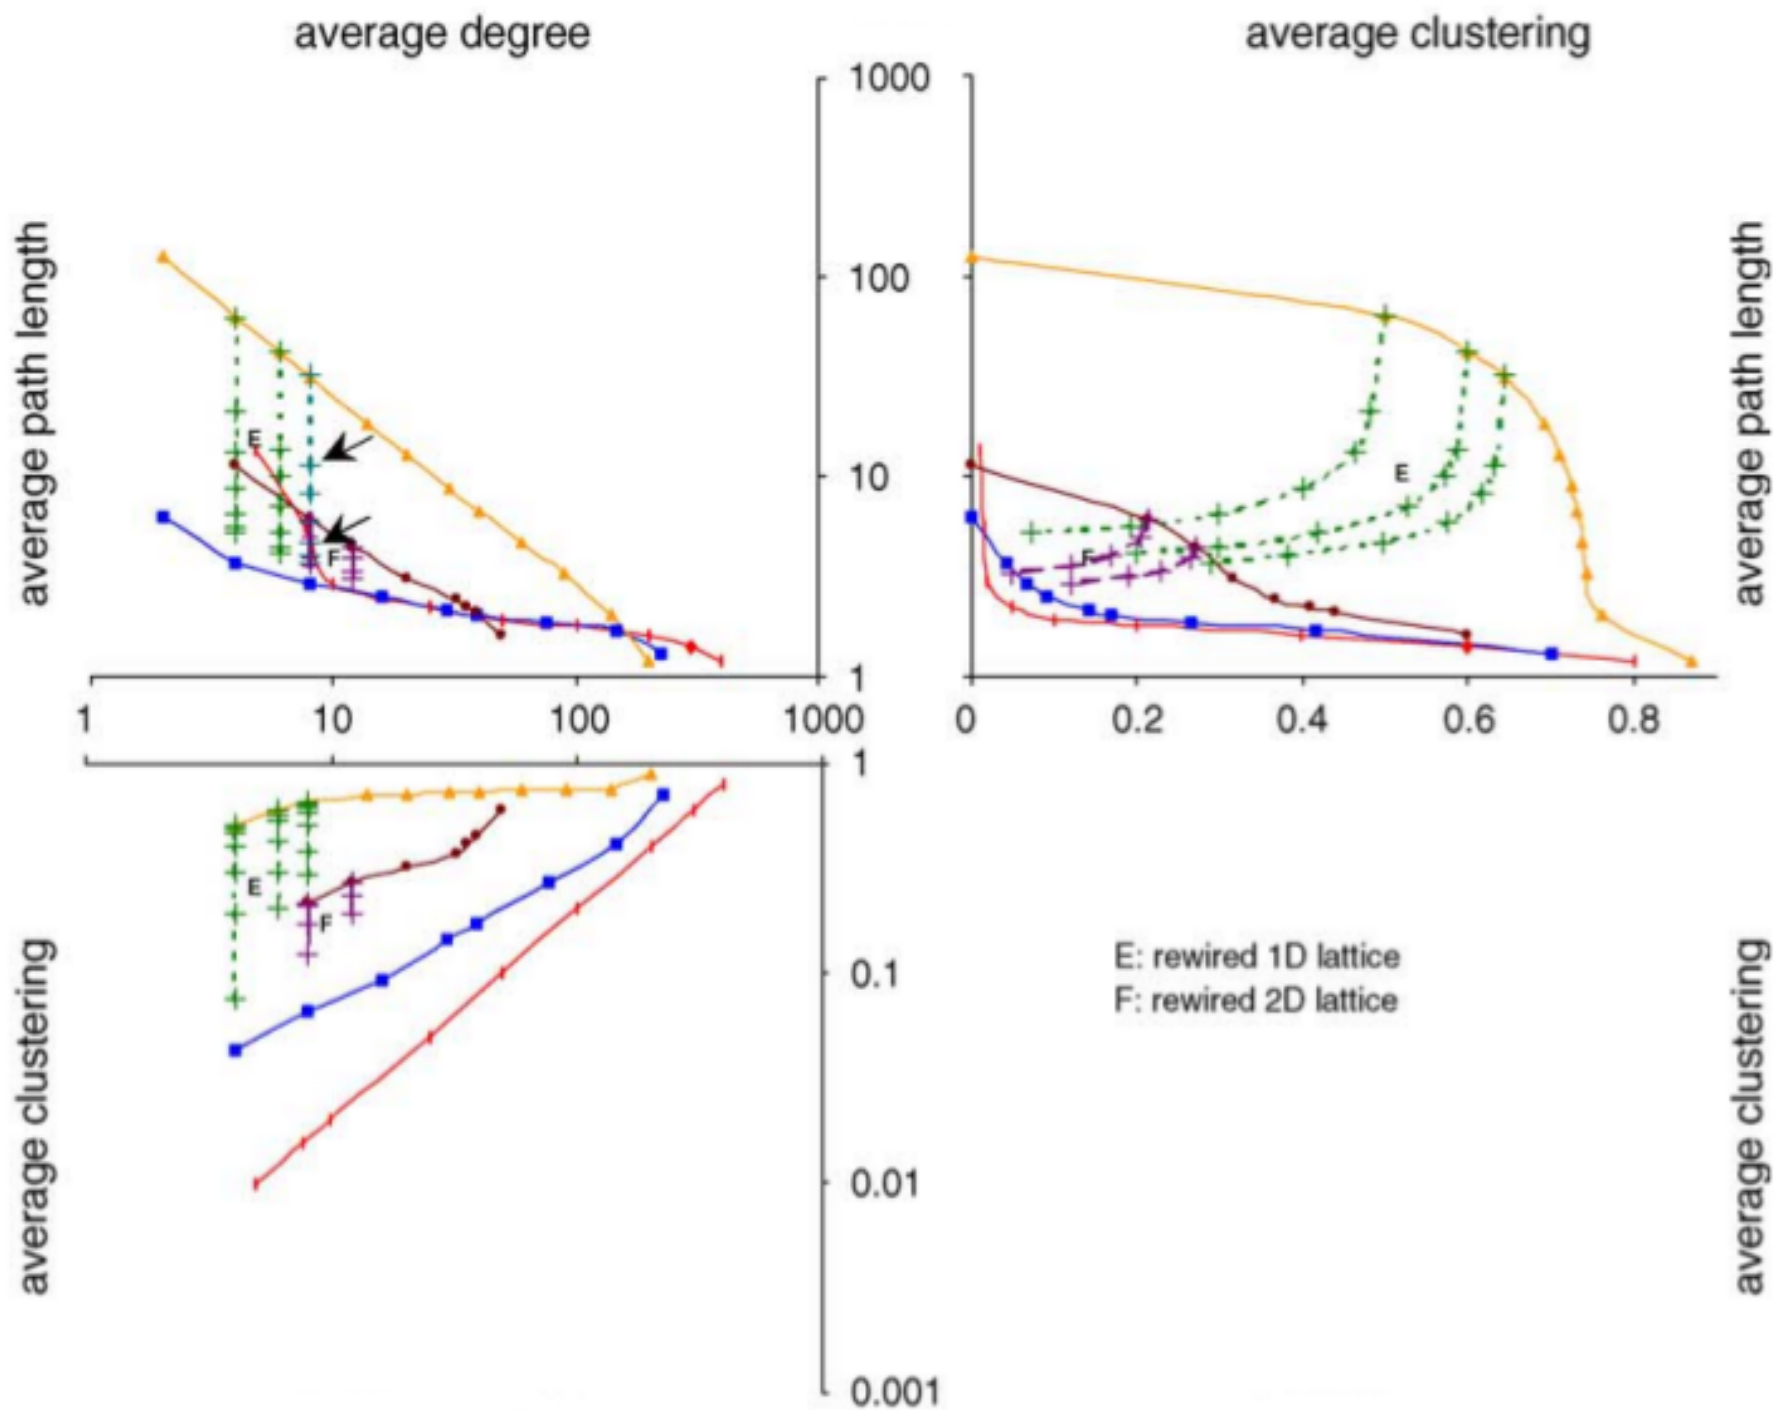 average degree
average clustering
average path length
1000
100
10
1
E
F
E
F
average path length
1
10
100
1000
0
0.2
0.4
0.6
0.8
average clustering
1
0.1
0.01
0.001
E
F
E: rewired 1D lattice
F: rewired 2D lattice
average clustering